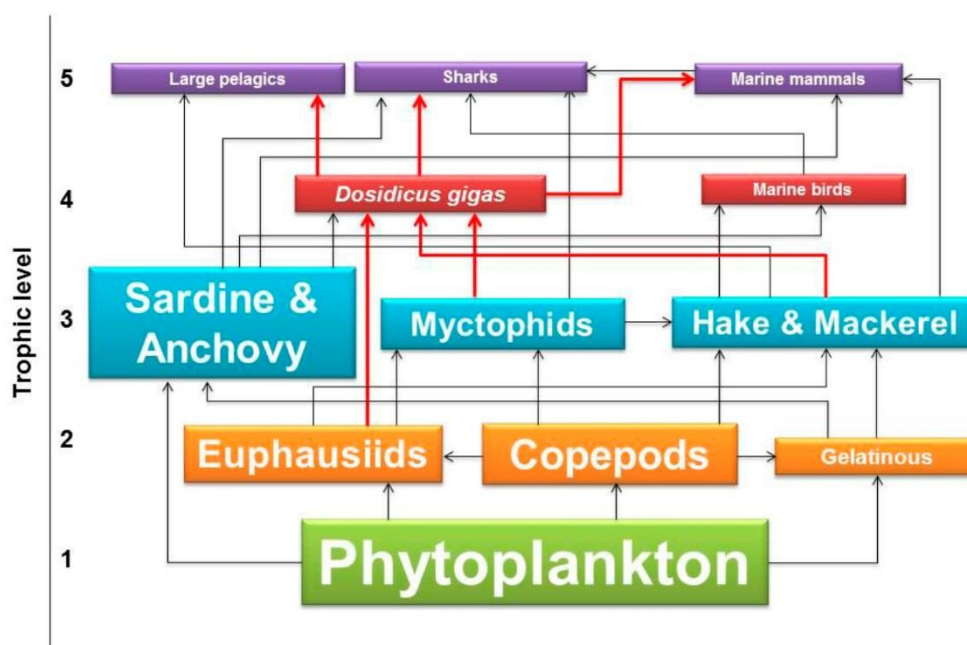 5
Large pelagics
Sharks
Marine mammals
4
Dosidicus gigas
Marine birds
Trophic level
3
Sardine &
Anchovy
Myctophids
Hake & Mackerel
2
Euphausiids
Copepods
Gelatinous
1
Phytoplankton